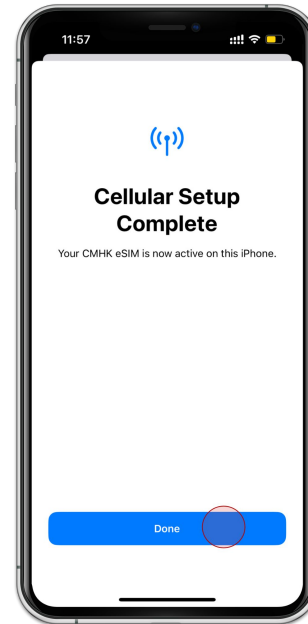 11:57
Cellular Setup
Complete
Your CMHK eSIM is now active on this iPhone.
Done